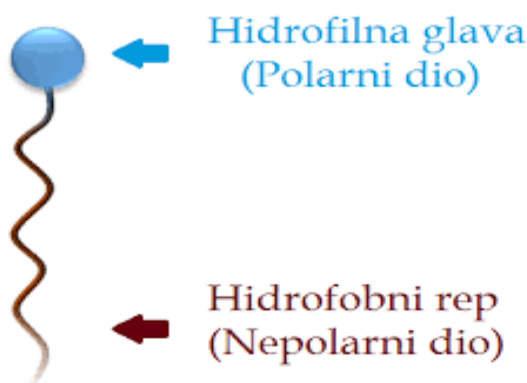 Hidrofilna glava
(Polarni dio)
Hidrofobni rep
(Nepolarni dio)